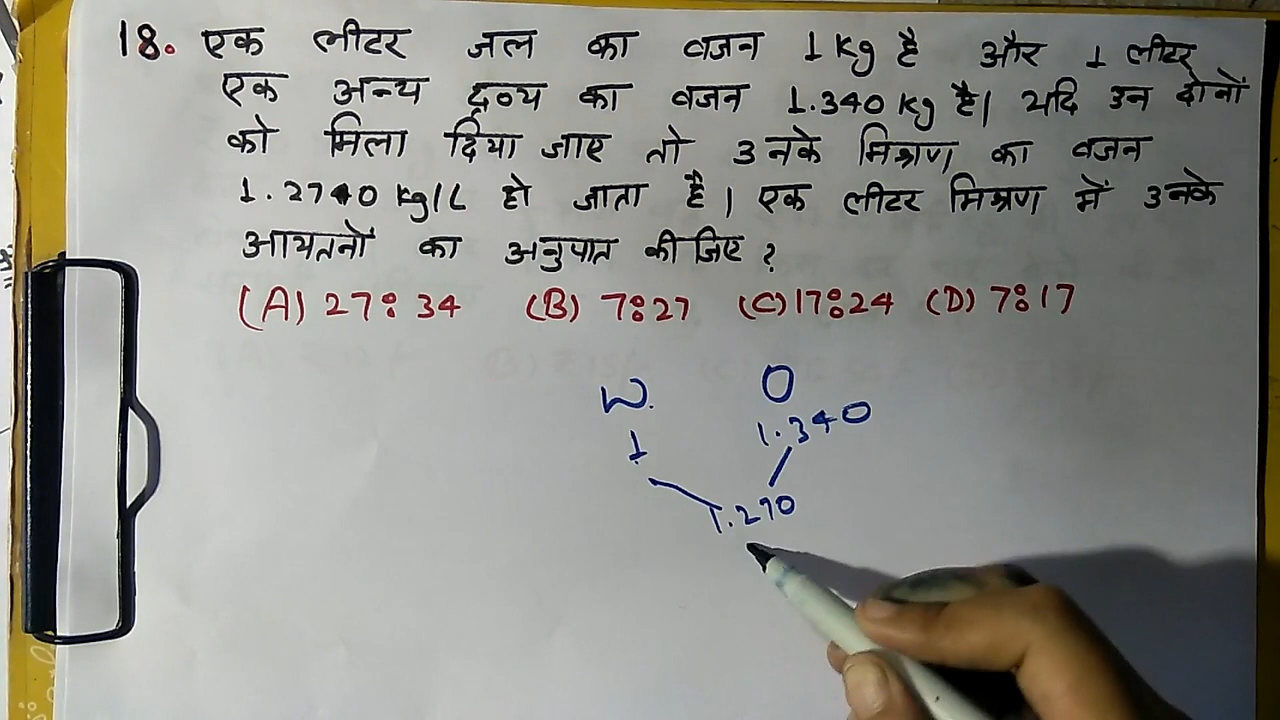 18. एक लीटर जल का वजन 1 kg है और 1 लीटर
एक अन्य द्रव्य का वजन 1.340 kg है। यदि उन दोनों
को मिला दिया जाए तो उनके मिश्रण का वजन
1.270 kg/L हो जाता है। एक लीटर मिश्रण में उनके
आयतनों का अनुपात कीजिए?
(A) 27:34 (B) 7:27 (C) 17:24 (D) 7:17
W. O
1 1.340
1.270